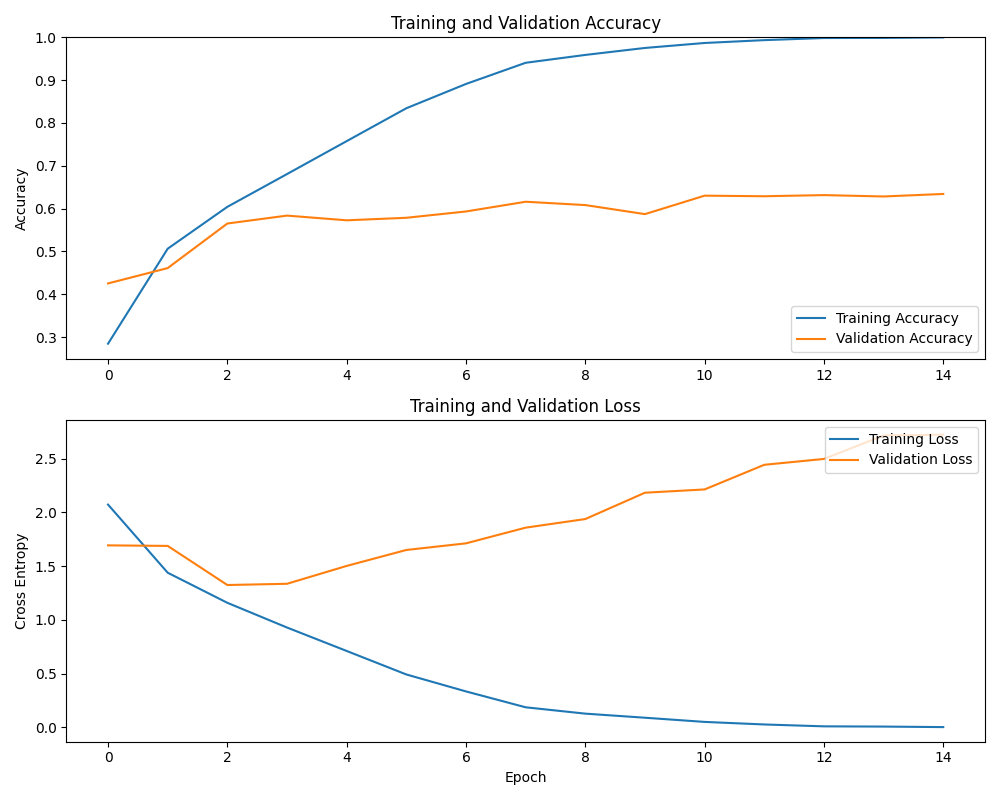 Training and Validation Accuracy
1.0
0.9
0.8
0.7
0.6
0.5
0.4
0.3
Accuracy
Training Accuracy
Validation Accuracy
0 2 4 6 8 10 12 14
Training and Validation Loss
2.5
2.0
1.5
1.0
0.5
0.0
Cross Entropy
Training Loss
Validation Loss
0 2 4 6 8 10 12 14
Epoch